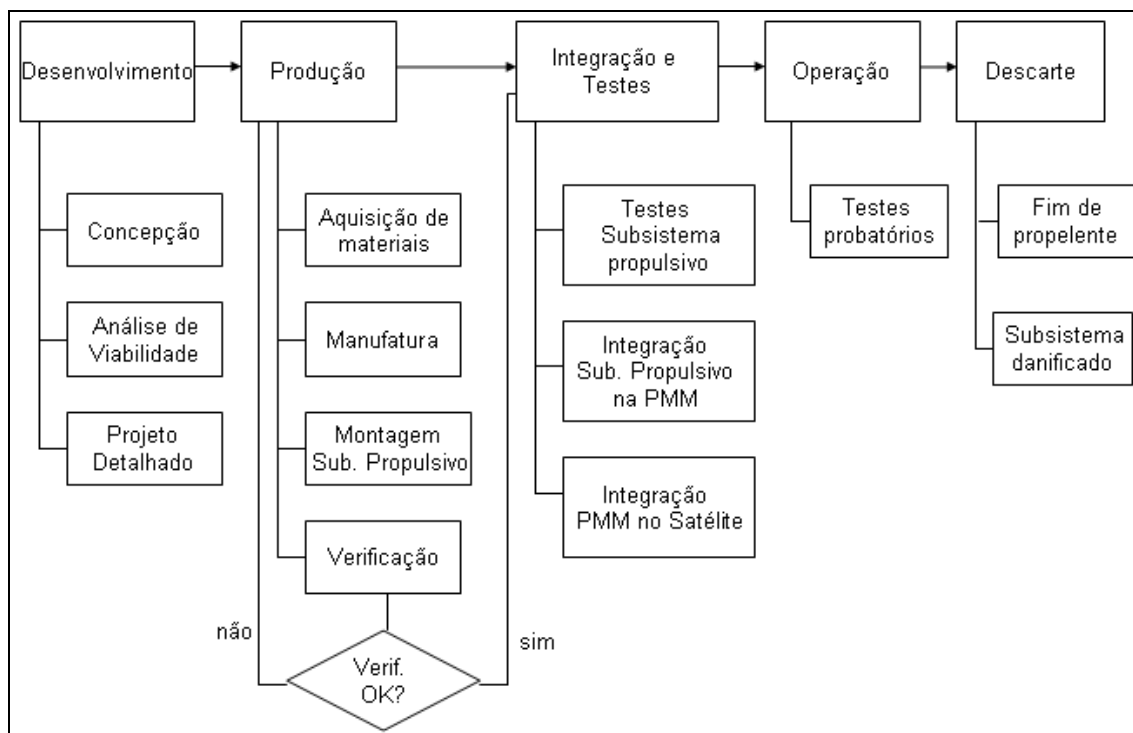 Desenvolvimento
Produção
Integração e
Testes
Operação
Descarte
Concepção
Análise de
Viabilidade
Projeto
Detalhado
Aquisição de
materiais
Manufatura
Montagem
Sub. Propulsivo
Verificação
não
Verif.
OK?
sim
Testes
Subsistema
propulsivo
Integração
Sub. Propulsivo
na PMM
Integração
PMM no Satélite
Testes
probatórios
Fim de
propelente
Subsistema
danificado